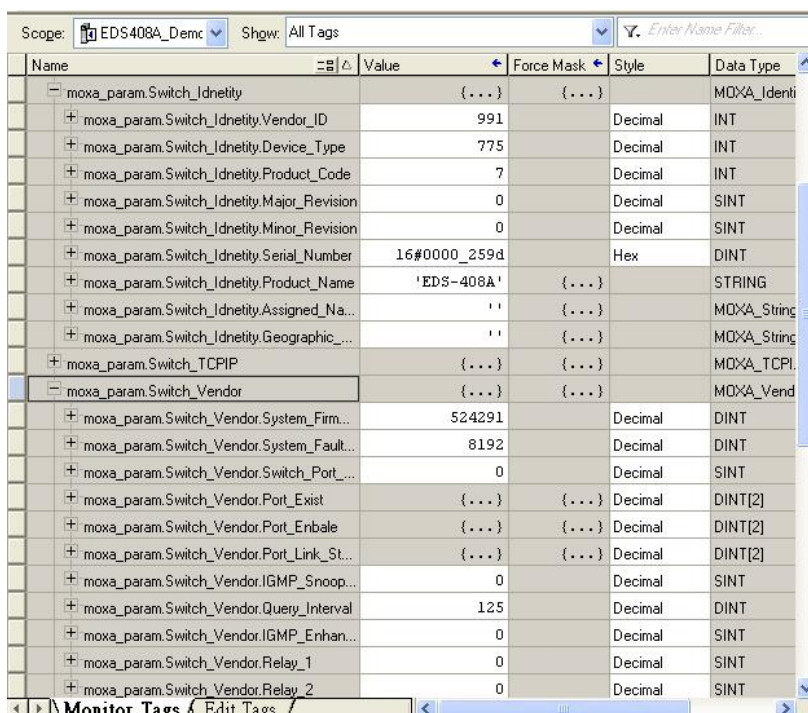 Scope: EDS408A_Demo Show: All Tags Enter Name Filter...
Name Value Force Mask Style Data Type
moxa_param.Switch_Idnetity {...} {...} MOXA_Identi
moxa_param.Switch_Idnetity.Vendor_ID 991 Decimal INT
moxa_param.Switch_Idnetity.Device_Type 775 Decimal INT
moxa_param.Switch_Idnetity.Product_Code 7 Decimal INT
moxa_param.Switch_Idnetity.Major_Revision 0 Decimal SINT
moxa_param.Switch_Idnetity.Minor_Revision 0 Decimal SINT
moxa_param.Switch_Idnetity.Serial_Number 16#0000_259d Hex DINT
moxa_param.Switch_Idnetity.Product_Name 'EDS-408A' {...} STRING
moxa_param.Switch_Idnetity.Assigned_Na... '' {...} MOXA_String
moxa_param.Switch_Idnetity.Geographic_... '' {...} MOXA_String
moxa_param.Switch_TCPIP {...} {...} MOXA_TCPI.
moxa_param.Switch_Vendor {...} {...} MOXA_Vend
moxa_param.Switch_Vendor.System_Firm... 524291 Decimal DINT
moxa_param.Switch_Vendor.System_Fault... 8192 Decimal DINT
moxa_param.Switch_Vendor.Switch_Port_... 0 Decimal SINT
moxa_param.Switch_Vendor.Port_Exist {...} {...} Decimal DINT[2]
moxa_param.Switch_Vendor.Port_Enbale {...} {...} Decimal DINT[2]
moxa_param.Switch_Vendor.Port_Link_St... {...} {...} Decimal DINT[2]
moxa_param.Switch_Vendor.IGMP_Snoop... 0 Decimal SINT
moxa_param.Switch_Vendor.Query_Interval 125 Decimal DINT
moxa_param.Switch_Vendor.IGMP_Enhan... 0 Decimal SINT
moxa_param.Switch_Vendor.Relay_1 0 Decimal SINT
moxa_param.Switch_Vendor.Relay_2 0 Decimal SINT
Monitor Tags Edit Tags